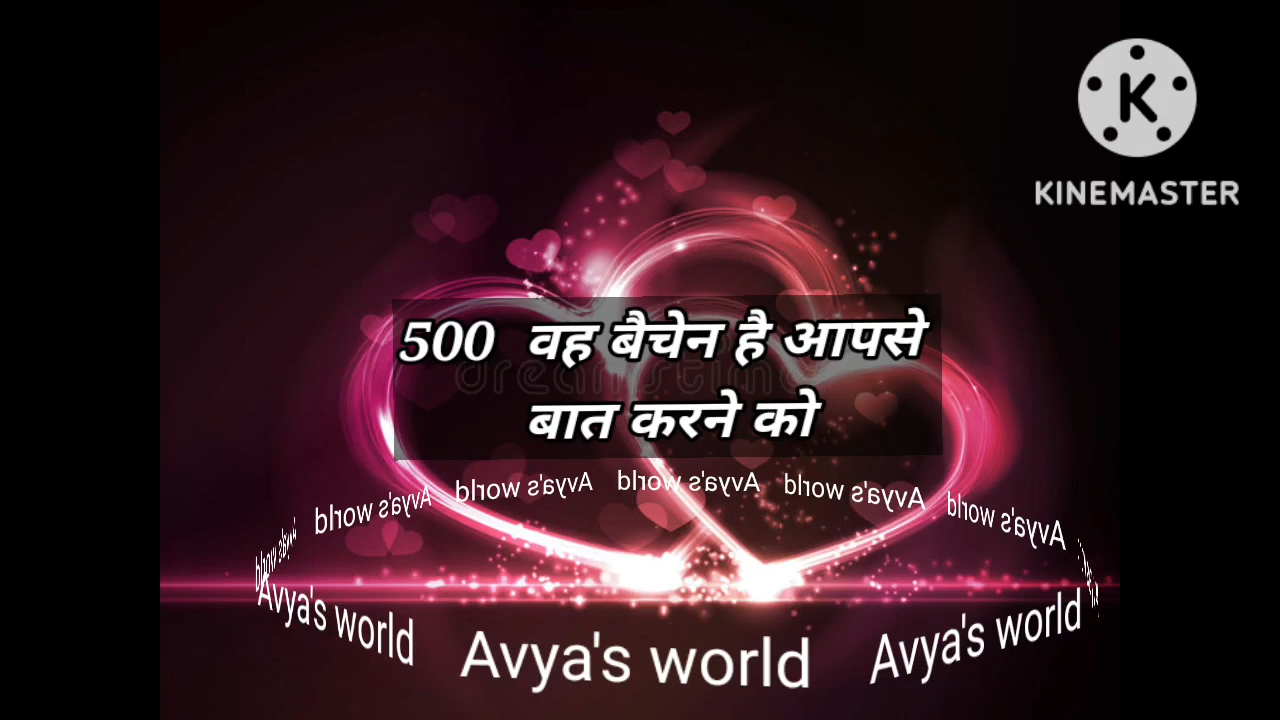 KINEMASTER
500 वह बैचेन है आपसे
बात करने को
Avya's world Avya's world Avya's world Avya's world Avya's world
Avya's world Avya's world Avya's world